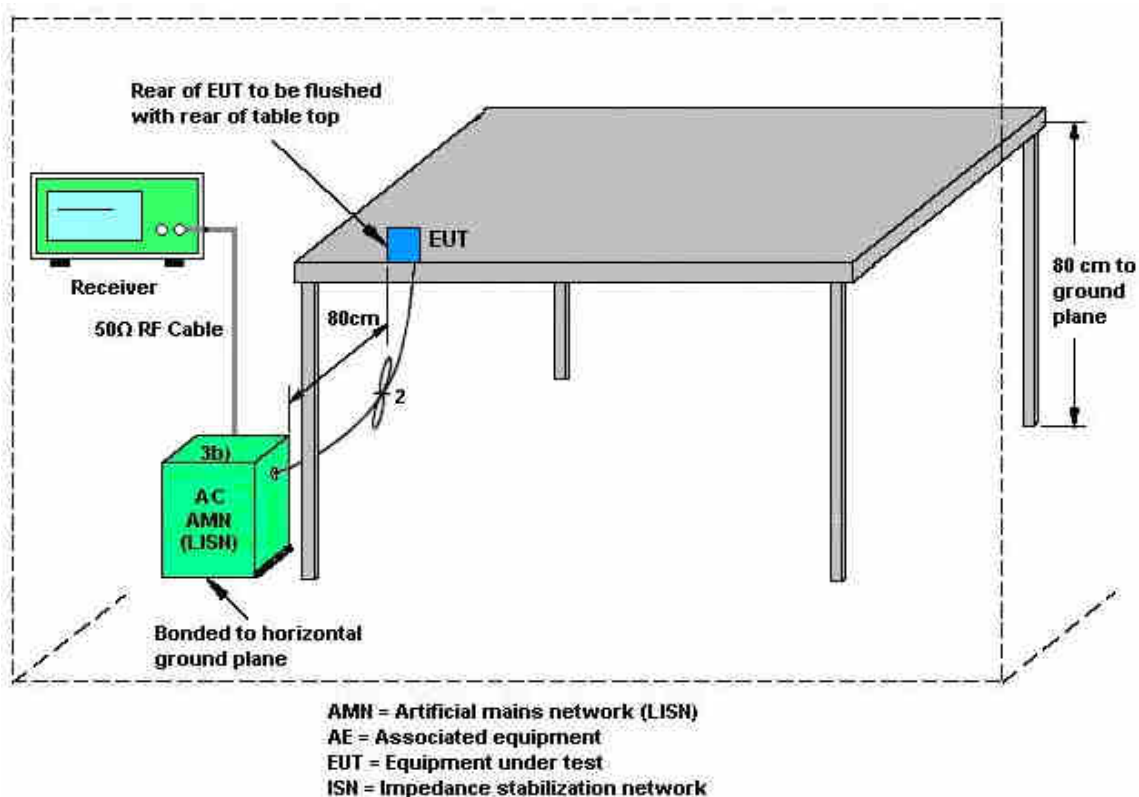 Rear of EUT to be flushed
with rear of table top
EUT
Receiver
50Ω RF Cable
80cm
2
80 cm to
ground
plane
3b)
AC
AMN
(LISN)
Bonded to horizontal
ground plane
AMN = Artificial mains network (LISN)
AE = Associated equipment
EUT = Equipment under test
ISN = Impedance stabilization network